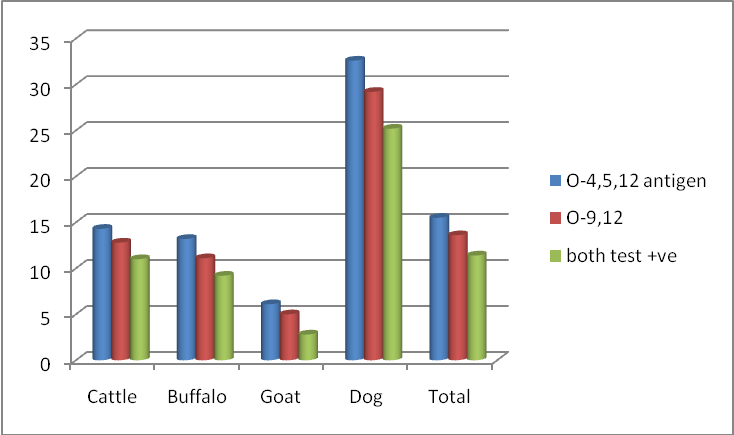 35
30
25
20
15
10
5
0
Cattle Buffalo Goat Dog Total
O-4,5,12 antigen
O-9,12
both test +ve